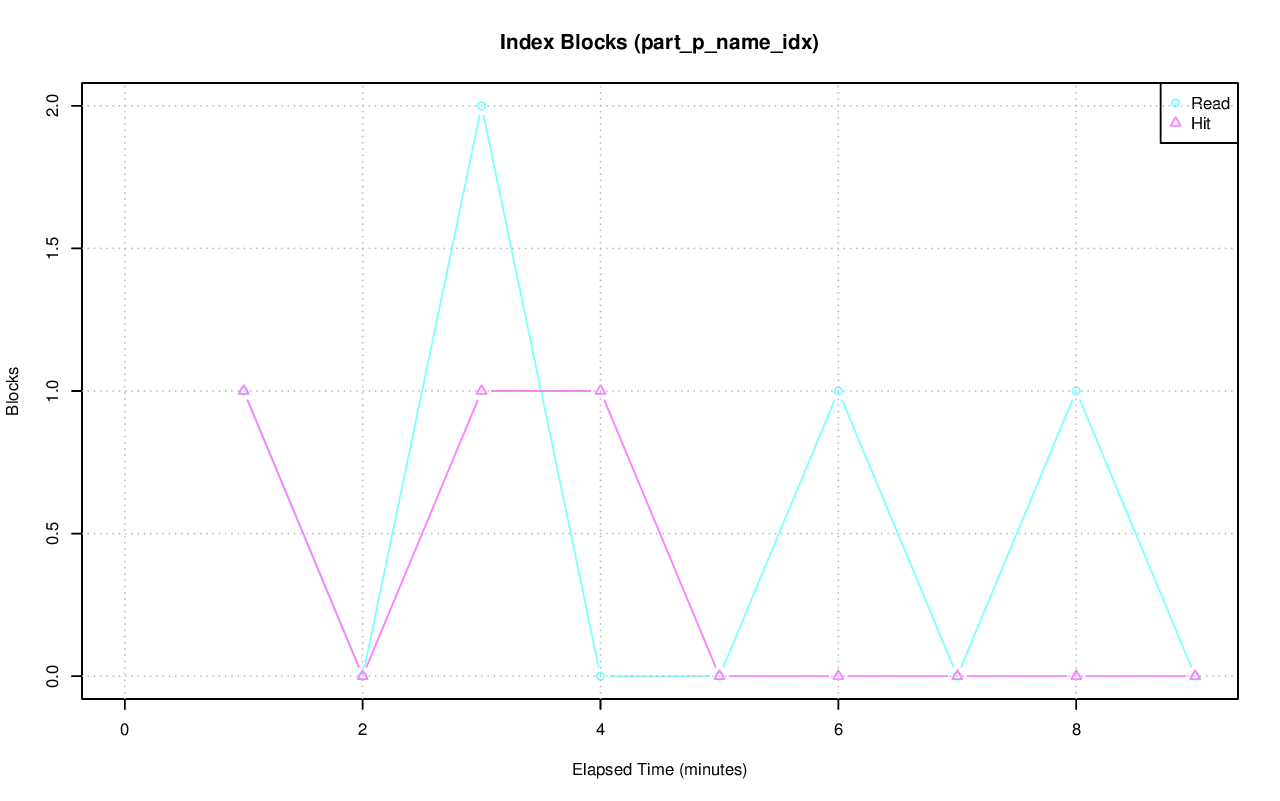 Index Blocks (part_p_name_idx)
Read
Hit
2.0
1.5
1.0
0.5
0.0
Blocks
0 2 4 6 8
Elapsed Time (minutes)